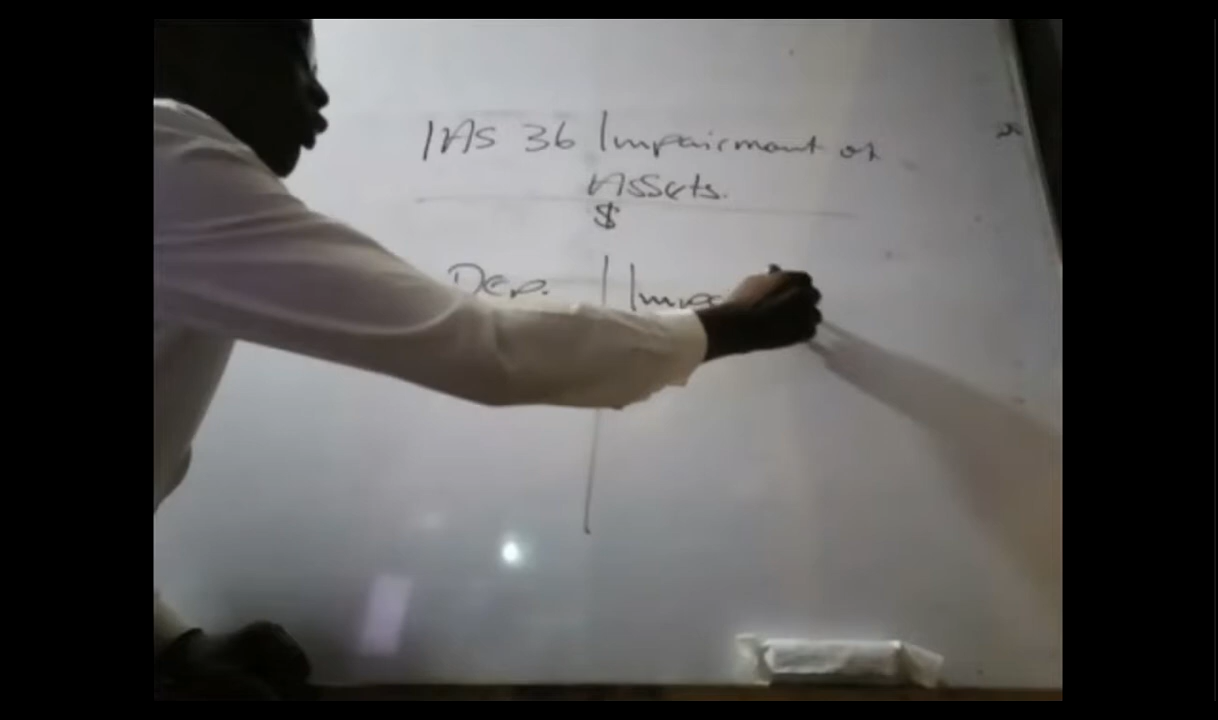 IAS 36 Impairment of
Assets.
$
Dep.